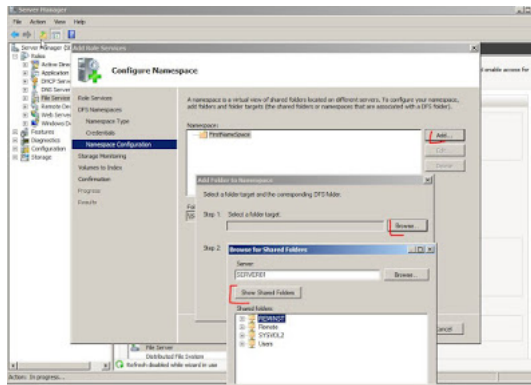 Server Manager
File Action View Help
Server Manager
Roles
Active Direc
Application
DHCP Serve
DNS Server
File Service
Remote De
Web Serve
Windows D
Features
Diagnostics
Configuration
Storage
Add Role Services
Configure Namespace
Role Services
DFS Namespaces
Namespace Type
Credentials
Namespace Configuration
Storage Monitoring
Volumes to Index
Confirmation
Progress
Results
A namespace is a virtual view of shared folders located on different servers. To configure your namespace,
add folders and folder targets (the shared folders or namespaces that are associated with a DFS folder).
Namespace:
FirstNameSpace
Add...
Edit...
Add Folder to Namespace
Select a folder target and the corresponding DFS folder.
Step 1: Select a folder target:
Browse...
Step 2:
Browse for Shared Folders
Server:
SERVER01
Browse...
Show Shared Folders
Shared folders:
REMINST
Remote
SYSVOL2
Users
Cancel
File Server
Distributed File System
Refresh disabled while wizard in use
Action: In progress...